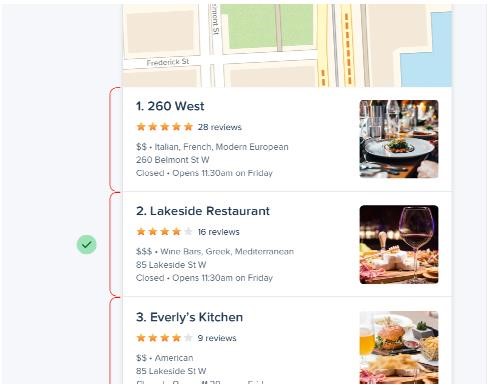 ermont St
Frederick St
1. 260 West
28 reviews
$$ • Italian, French, Modern European
260 Belmont St W
Closed • Opens 11:30am on Friday
2. Lakeside Restaurant
16 reviews
$$$ • Wine Bars, Greek, Mediterranean
85 Lakeside St W
Closed • Opens 11:30am on Friday
3. Everly's Kitchen
9 reviews
$$ • American
85 Lakeside St W